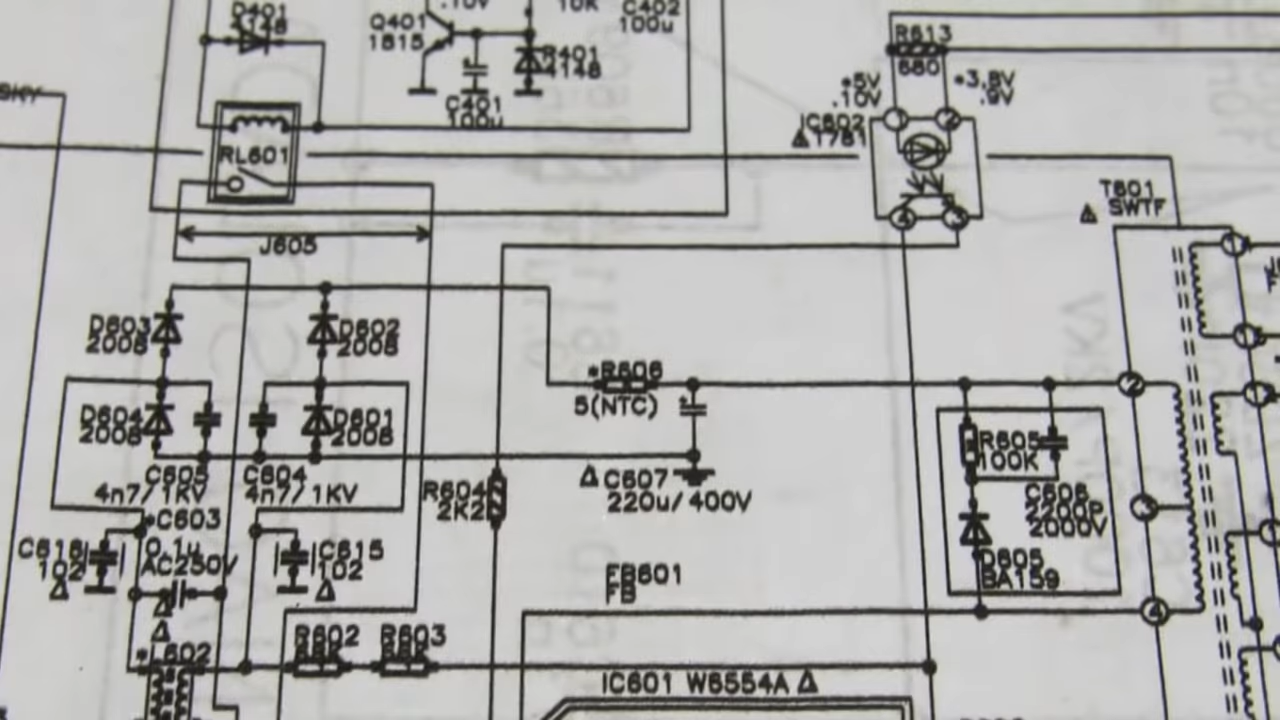 D401
4148
.10V
Q401
1815
10K
C402
100u
R401
4148
C401
100u
R613
680
*5V
.10V
*3.8V
.9V
IC602
T781
RL601
T601
SWTF
J605
D603
2008
D602
2008
*R606
5(NTC)
D604
2008
D601
2008
C605
4n7/1KV
C604
4n7/1KV
R604
2K2
C607
220u/400V
R605
100K
C606
2200P
2000V
D605
BA159
*C603
0.1u
AC250V
C616
102
C615
102
FB601
FB
*L602
R602
R603
IC601 W6554A